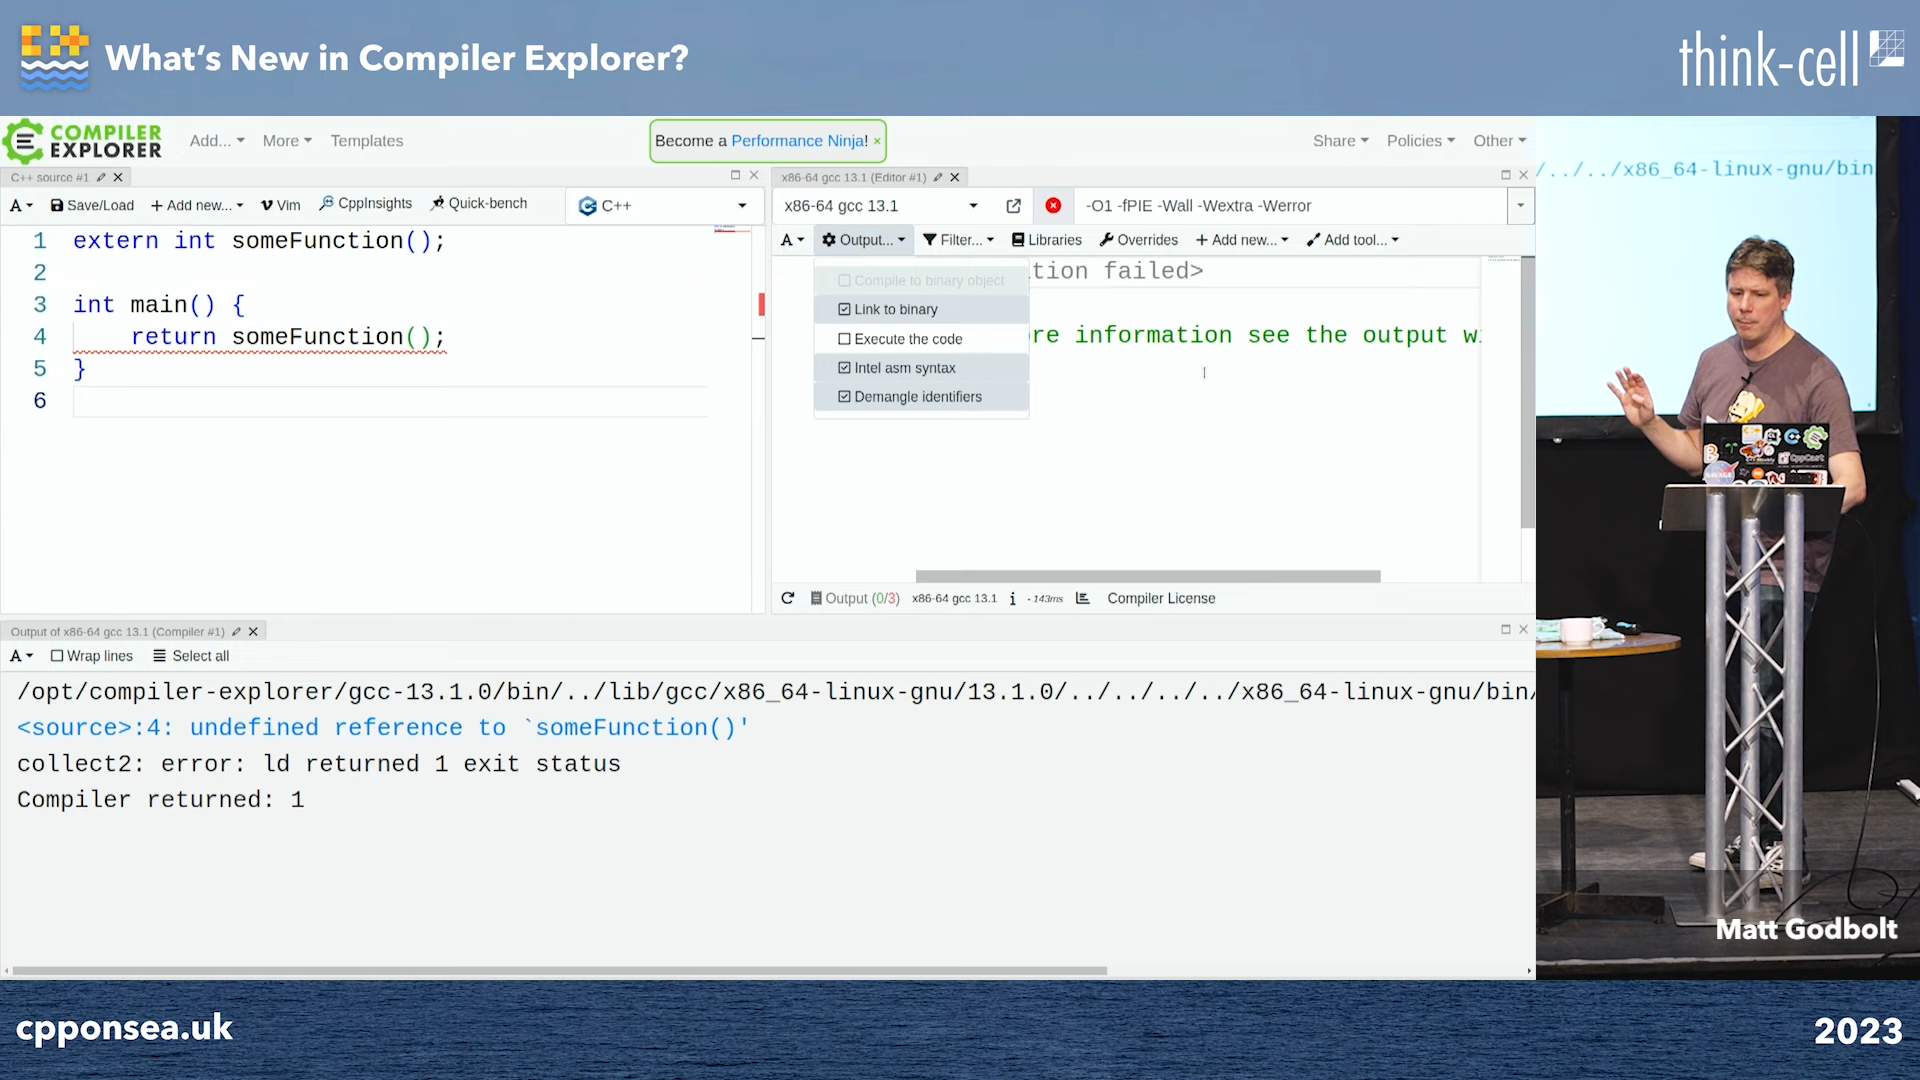 What's New in Compiler Explorer?
think-cell
COMPILER EXPLORER
Add... More Templates
Become a Performance Ninja! ×
Share Policies Other
C++ source #1
A Save/Load + Add new... Vim CppInsights Quick-bench C++
1 extern int someFunction();
2
3 int main() {
4 return someFunction();
5 }
6
x86-64 gcc 13.1 (Editor #1)
x86-64 gcc 13.1 -O1 -fPIE -Wall -Wextra -Werror
A Output... Filter... Libraries Overrides + Add new... Add tool...
Compile to binary object
Link to binary
Execute the code
Intel asm syntax
Demangle identifiers
tion failed>
re information see the output wi
Output (0/3) x86-64 gcc 13.1 i - 143ms Compiler License
Output of x86-64 gcc 13.1 (Compiler #1)
A Wrap lines Select all
/opt/compiler-explorer/gcc-13.1.0/bin/../lib/gcc/x86_64-linux-gnu/13.1.0/../../../../x86_64-linux-gnu/bin/
<source>:4: undefined reference to `someFunction()'
collect2: error: ld returned 1 exit status
Compiler returned: 1
/../../x86_64-linux-gnu/bin
CppCast
Matt Godbolt
cpponsea.uk
2023